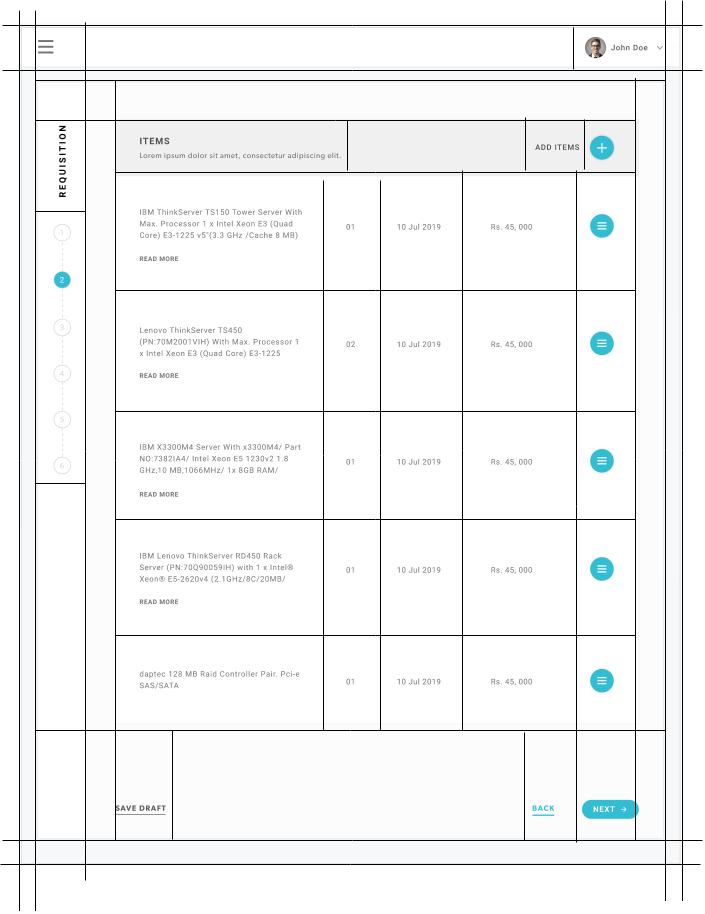 John Doe
REQUISITION
ITEMS
Lorem ipsum dolor sit amet, consectetur adipiscing elit.
ADD ITEMS
1
2
3
4
5
6
IBM ThinkServer TS150 Tower Server With
Max. Processor 1 x Intel Xeon E3 (Quad
Core) E3-1225 v5"(3.3 GHz /Cache 8 MB)
READ MORE
01
10 Jul 2019
Rs. 45, 000
Lenovo ThinkServer TS450
(PN:70M2001VIH) With Max. Processor 1
x Intel Xeon E3 (Quad Core) E3-1225
READ MORE
02
10 Jul 2019
Rs. 45, 000
IBM X3300M4 Server With x3300M4/ Part
NO:7382IA4/ Intel Xeon E5 1230v2 1.8
GHz,10 MB,1066MHz/ 1x 8GB RAM/
READ MORE
01
10 Jul 2019
Rs. 45, 000
IBM Lenovo ThinkServer RD450 Rack
Server (PN:70Q90059IH) with 1 x Intel®
Xeon® E5-2620v4 (2.1GHz/8C/20MB/
READ MORE
01
10 Jul 2019
Rs. 45, 000
daptec 128 MB Raid Controller Pair. Pci-e
SAS/SATA
01
10 Jul 2019
Rs. 45, 000
SAVE DRAFT
BACK
NEXT →